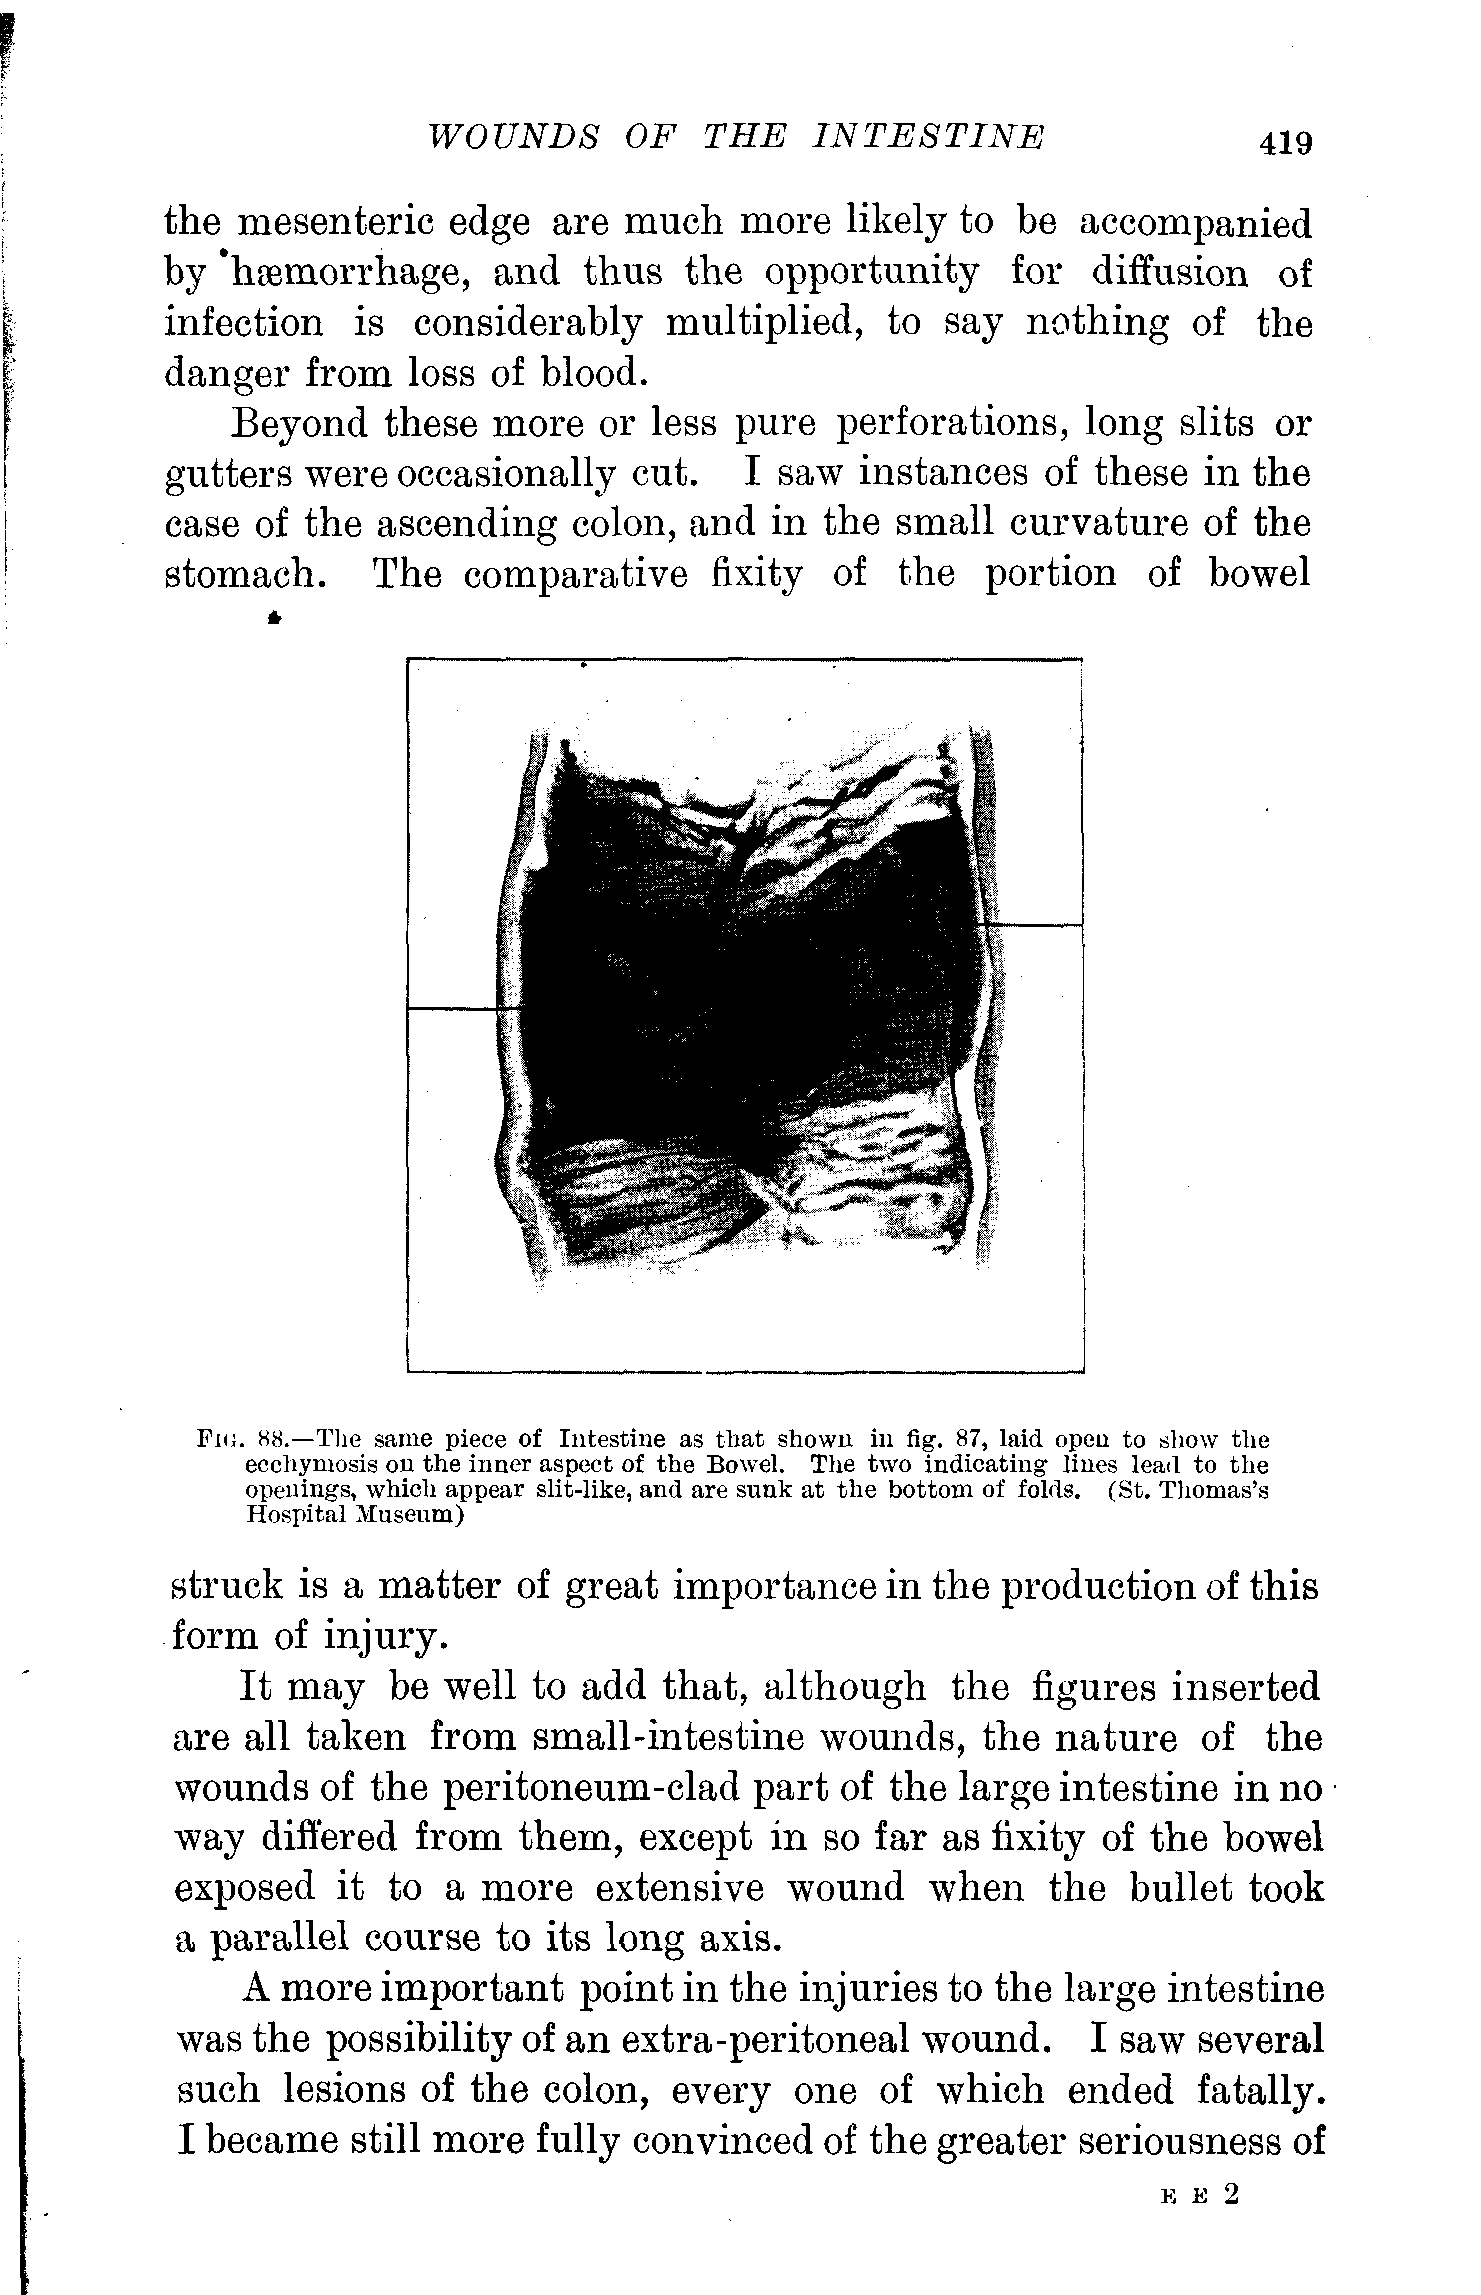 WOUNDS OF THE INTESTINE 419
the mesenteric edge are much more likely to be accompanied
by hæmorrhage, and thus the opportunity for diffusion of
infection is considerably multiplied, to say nothing of the
danger from loss of blood.
Beyond these more or less pure perforations, long slits or
gutters were occasionally cut. I saw instances of these in the
case of the ascending colon, and in the small curvature of the
stomach. The comparative fixity of the portion of bowel
FIG. 88.—The same piece of Intestine as that shown in fig. 87, laid open to show the
ecchymosis on the inner aspect of the Bowel. The two indicating lines lead to the
openings, which appear slit-like, and are sunk at the bottom of folds. (St. Thomas's
Hospital Museum)
struck is a matter of great importance in the production of this
form of injury.
It may be well to add that, although the figures inserted
are all taken from small-intestine wounds, the nature of the
wounds of the peritoneum-clad part of the large intestine in no
way differed from them, except in so far as fixity of the bowel
exposed it to a more extensive wound when the bullet took
a parallel course to its long axis.
A more important point in the injuries to the large intestine
was the possibility of an extra-peritoneal wound. I saw several
such lesions of the colon, every one of which ended fatally.
I became still more fully convinced of the greater seriousness of
E E 2